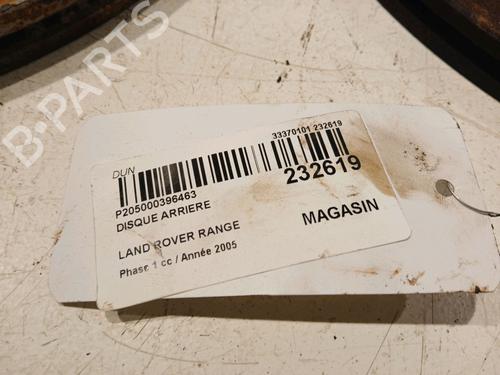 B-PARTS
DUN
33370101 232619
P205000396463
232619
DISQUE ARRIERE
LAND ROVER RANGE
MAGASIN
Phase 1 cc / Année 2005